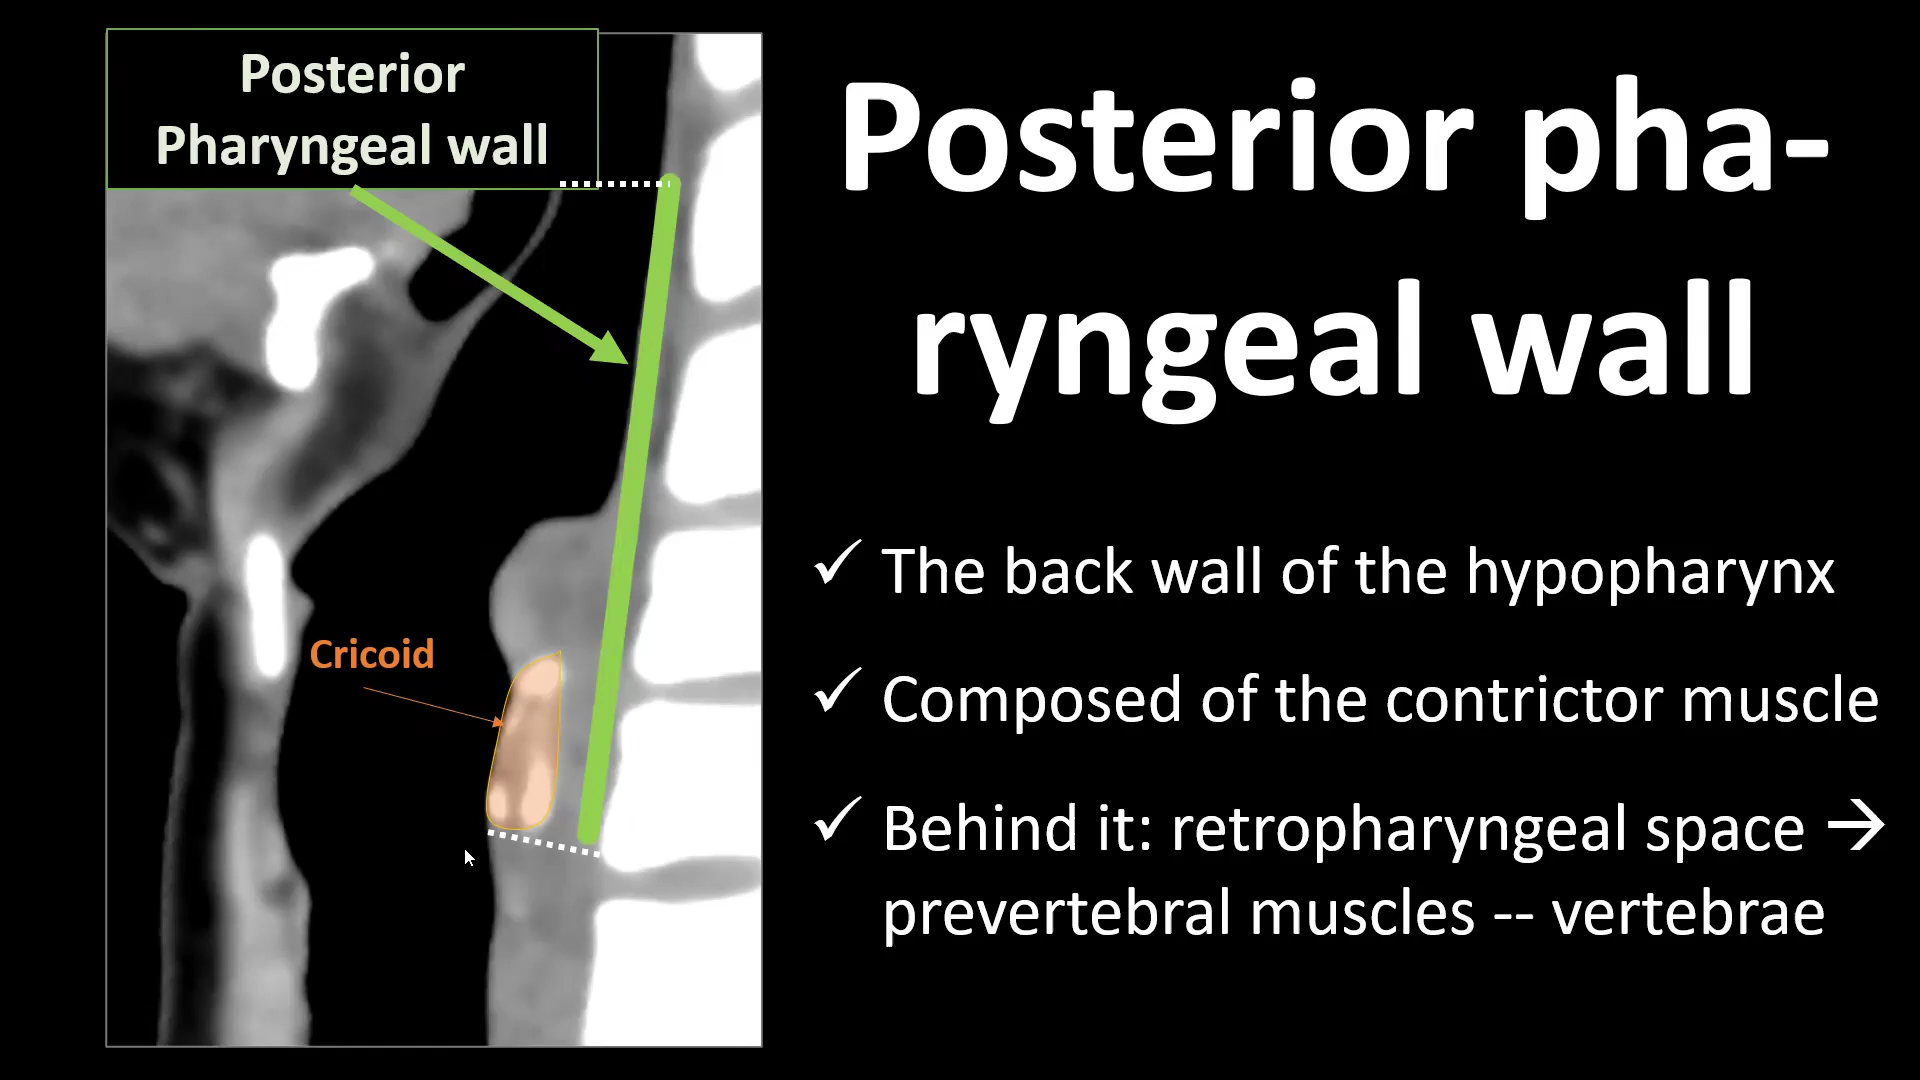 Posterior
Pharyngeal wall
Cricoid
Posterior pha-
ryngeal wall
✓ The back wall of the hypopharynx
✓ Composed of the contrictor muscle
✓ Behind it: retropharyngeal space →
prevertebral muscles -- vertebrae